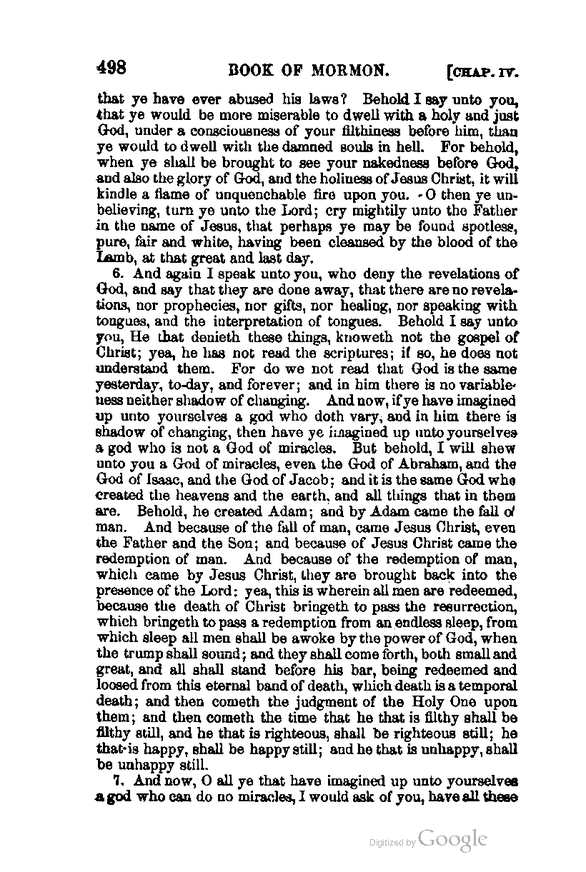 498 BOOK OF MORMON. [CHAP. IV.
that ye have ever abused his laws? Behold I say unto you,
that ye would be more miserable to dwell with a holy and just
God, under a consciousness of your filthiness before him, than
ye would to dwell with the damned souls in hell. For behold,
when ye shall be brought to see your nakedness before God,
and also the glory of God, and the holiness of Jesus Christ, it will
kindle a flame of unquenchable fire upon you. O then ye un-
believing, turn ye unto the Lord; cry mightily unto the Father
in the name of Jesus, that perhaps ye may be found spotless,
pure, fair and white, having been cleansed by the blood of the
Lamb, at that great and last day.
6. And again I speak unto you, who deny the revelations of
God, and say that they are done away, that there are no revela-
tions, nor prophecies, nor gifts, nor healing, nor speaking with
tongues, and the interpretation of tongues. Behold I say unto
you, He that denieth these things, knoweth not the gospel of
Christ; yea, he has not read the scriptures; if so, he does not
understand them. For do we not read that God is the same
yesterday, to-day, and forever; and in him there is no variable-
ness neither shadow of changing. And now, if ye have imagined
up unto yourselves a god who doth vary, and in him there is
shadow of changing, then have ye imagined up unto yourselves
a god who is not a God of miracles. But behold, I will shew
unto you a God of miracles, even the God of Abraham, and the
God of Isaac, and the God of Jacob; and it is the same God who
created the heavens and the earth, and all things that in them
are. Behold, he created Adam; and by Adam came the fall of
man. And because of the fall of man, came Jesus Christ, even
the Father and the Son; and because of Jesus Christ came the
redemption of man. And because of the redemption of man,
which came by Jesus Christ, they are brought back into the
presence of the Lord: yea, this is wherein all men are redeemed,
because the death of Christ bringeth to pass the resurrection,
which bringeth to pass a redemption from an endless sleep, from
which sleep all men shall be awoke by the power of God, when
the trump shall sound; and they shall come forth, both small and
great, and all shall stand before his bar, being redeemed and
loosed from this eternal band of death, which death is a temporal
death; and then cometh the judgment of the Holy One upon
them; and then cometh the time that he that is filthy shall be
filthy still, and he that is righteous, shall be righteous still; he
that is happy, shall be happy still; and he that is unhappy, shall
be unhappy still.
7. And now, O all ye that have imagined up unto yourselves
a god who can do no miracles, I would ask of you, have all these
Digitized by Google